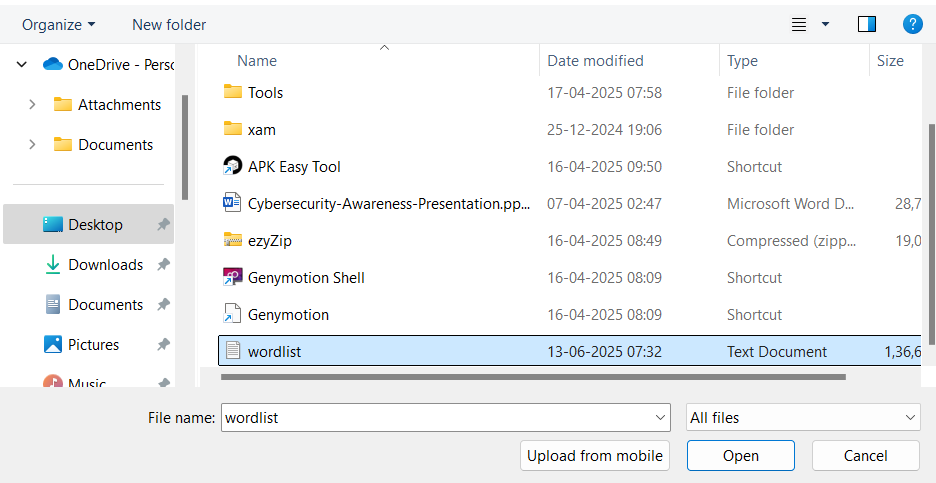 Organize New folder
Name Date modified Type Size
OneDrive - Perso
Attachments
Documents
Desktop
Downloads
Documents
Pictures
Music
Tools 17-04-2025 07:58 File folder
xam 25-12-2024 19:06 File folder
APK Easy Tool 16-04-2025 09:50 Shortcut
Cybersecurity-Awareness-Presentation.pp... 07-04-2025 02:47 Microsoft Word D... 28,7
ezyZip 16-04-2025 08:49 Compressed (zipp... 19,0
Genymotion Shell 16-04-2025 08:09 Shortcut
Genymotion 16-04-2025 08:09 Shortcut
wordlist 13-06-2025 07:32 Text Document 1,36,6
File name: wordlist All files
Upload from mobile Open Cancel